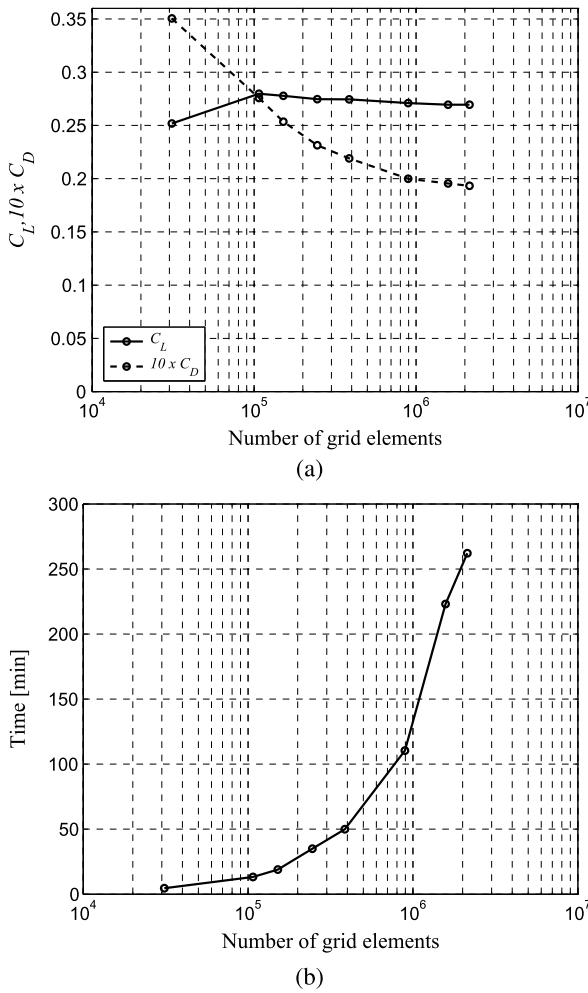 0.35
0.3
0.25
0.2
0.15
0.1
0.05
0
C_L, 10 x C_D
C_L
10 x C_D
10^4
10^5
10^6
10^7
Number of grid elements
(a)
300
250
200
150
100
50
0
Time [min]
10^4
10^5
10^6
10^7
Number of grid elements
(b)